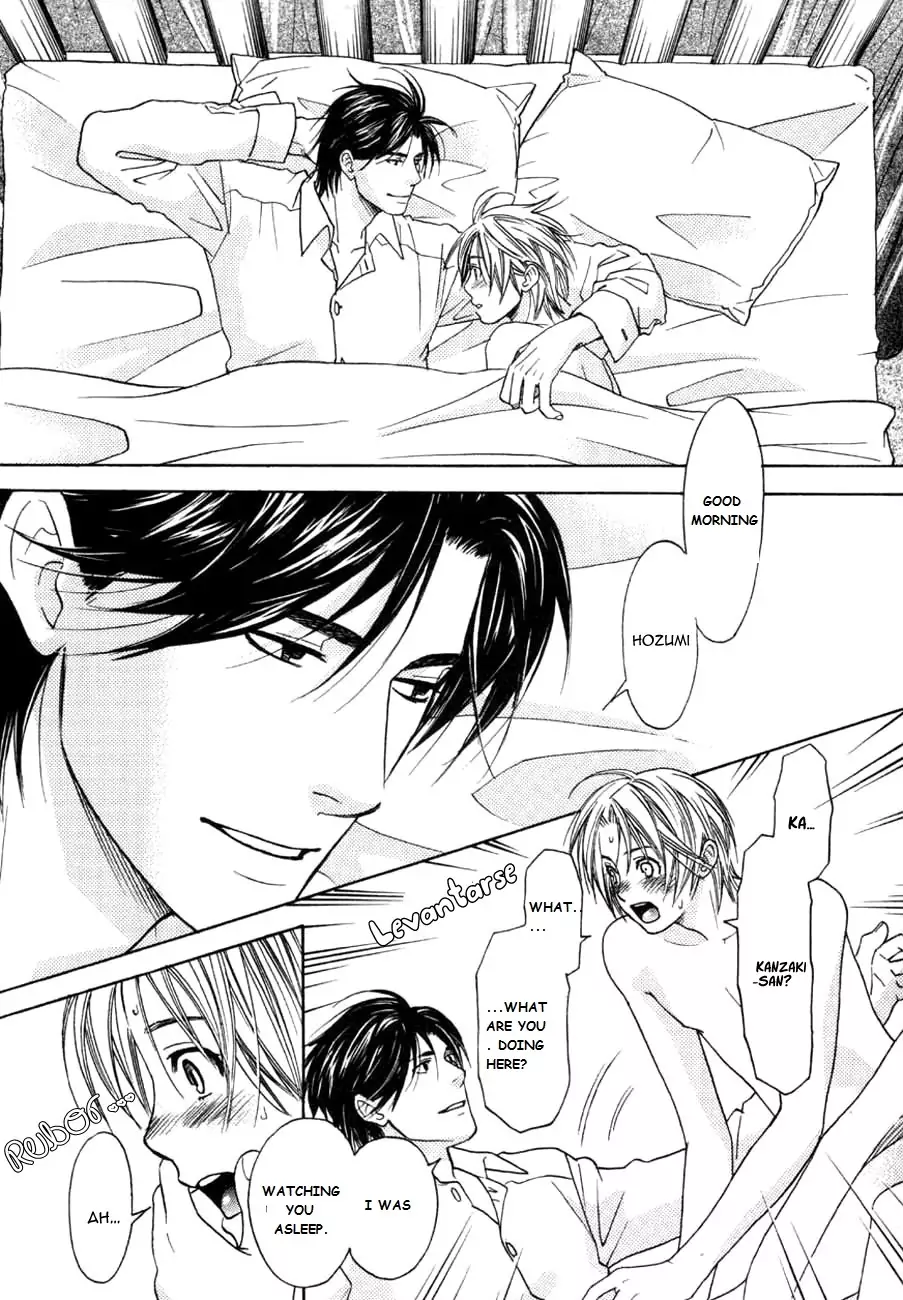 GOOD
MORNING
HOZUMI
KA...
KANZAKI
-SAN?
Levantarse
WHAT..
...
...WHAT
ARE YOU
. DOING
HERE?
I WAS
WATCHING
YOU
ASLEEP.
Rubor...
AH...